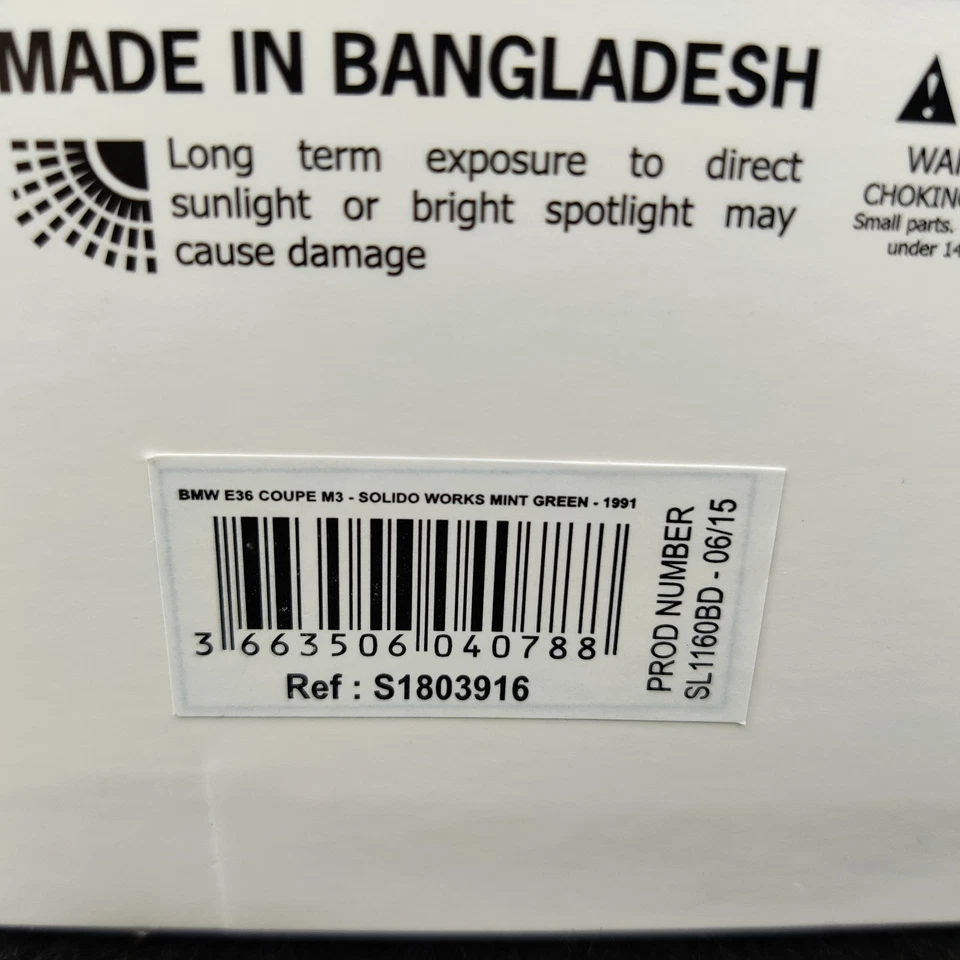 MADE IN BANGLADESH
Long term exposure to direct
sunlight or bright spotlight may
cause damage
CHOKING
Small parts.
under 14
BMW E36 COUPE M3 - SOLIDO WORKS MINT GREEN - 1991
3 663506 040788
Ref : S1803916
PROD NUMBER
SL1160BD - 06/15